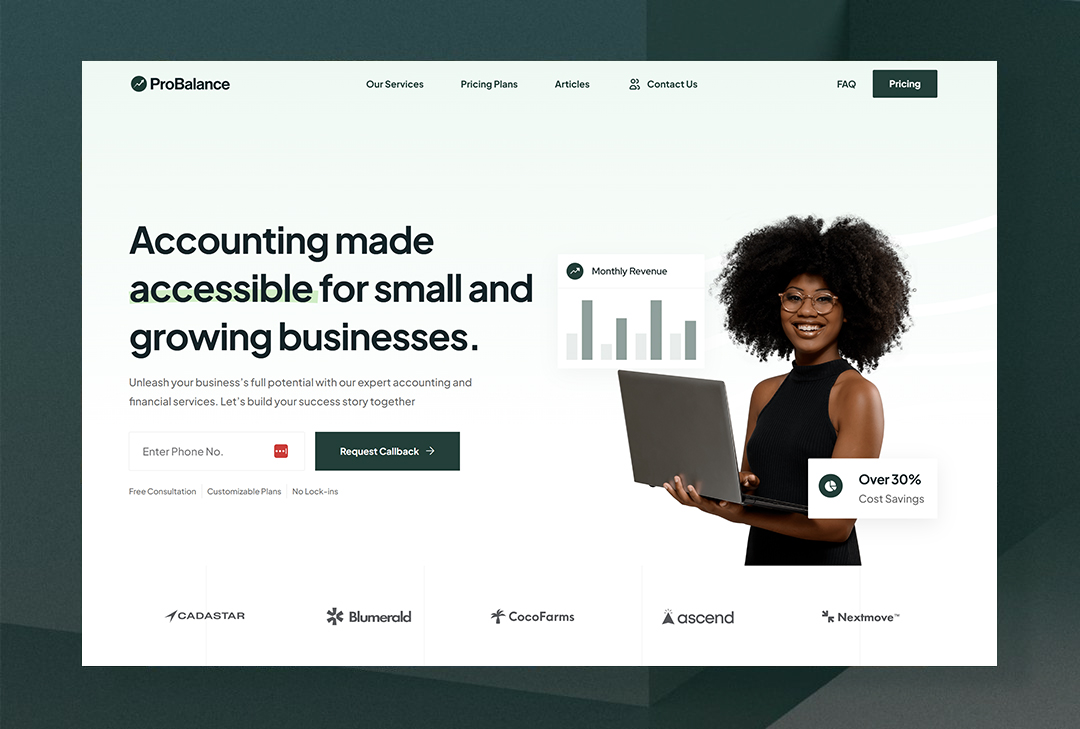 ProBalance
Our Services
Pricing Plans
Articles
Contact Us
FAQ
Pricing
Accounting made
accessible for small and
growing businesses.
Unleash your business's full potential with our expert accounting and
financial services. Let's build your success story together
Enter Phone No.
Request Callback →
Free Consultation
Customizable Plans
No Lock-ins
Monthly Revenue
Over 30%
Cost Savings
CADASTAR
Blumerald
CocoFarms
ascend
Nextmove™